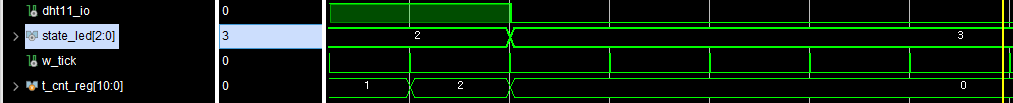 dht11_io 0
state_led[2:0] 3 2 3
w_tick 0
t_cnt_reg[10:0] 0 1 2 0